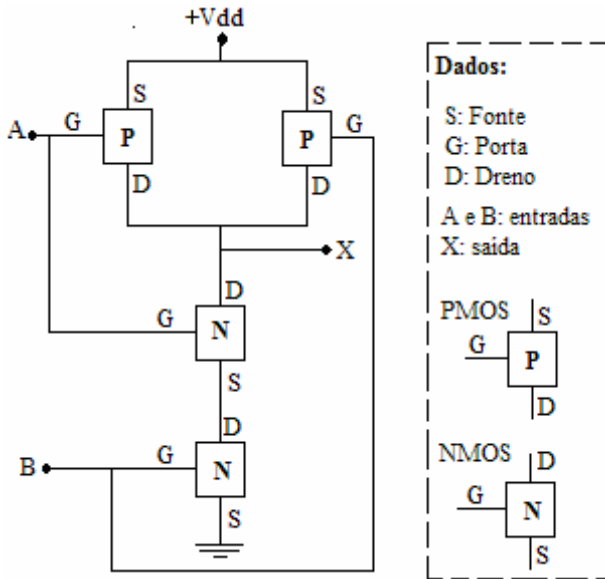 +Vdd
S
S
A
G
P
P
G
D
D
X
D
G
N
S
D
B
G
N
S
Dados:
S: Fonte
G: Porta
D: Dreno
A e B: entradas
X: saida
PMOS
S
G
P
D
NMOS
D
G
N
S